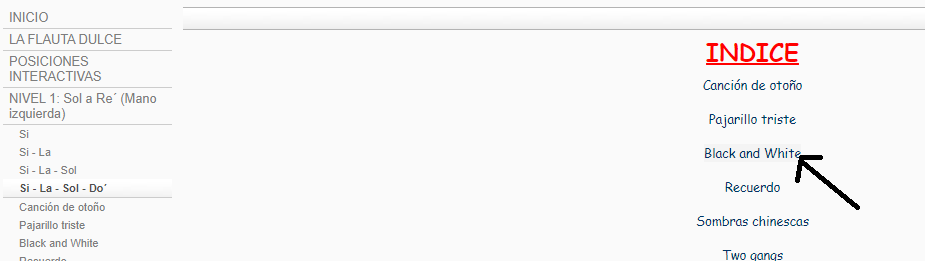 INICIO
LA FLAUTA DULCE
POSICIONES
INTERACTIVAS
NIVEL 1: Sol a Re´ (Mano
izquierda)
Si
Si - La
Si - La - Sol
Si - La - Sol - Do´
Canción de otoño
Pajarillo triste
Black and White
Recuerdo
INDICE
Canción de otoño
Pajarillo triste
Black and White
Recuerdo
Sombras chinescas
Two gangs